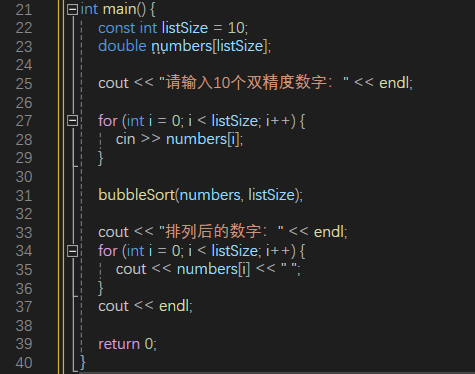 21 int main() {
22 const int listSize = 10;
23 double numbers[listSize];
24
25 cout << "请输入10个双精度数字：" << endl;
26
27 for (int i = 0; i < listSize; i++) {
28 cin >> numbers[i];
29 }
30
31 bubbleSort(numbers, listSize);
32
33 cout << "排列后的数字：" << endl;
34 for (int i = 0; i < listSize; i++) {
35 cout << numbers[i] << " ";
36 }
37 cout << endl;
38
39 return 0;
40 }